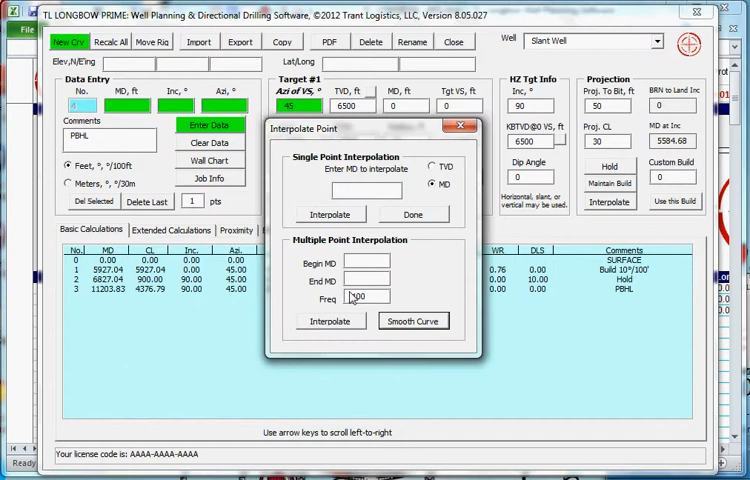 TL LONGBOW PRIME: Well Planning & Directional Drilling Software, ©2012 Trant Logistics, LLC, Version 8.05.027
File
New Crv Recalc All Move Rig Import Export Copy PDF Delete Rename Close Well Slant Well
Elev,N/E'ing Lat/Long
Data Entry Target #1 HZ Tgt Info Projection
No. MD, ft Inc, ° Azi, ° Azi of VS, ° TVD, ft MD, ft Tgt VS, ft Inc, ° Proj. To Bit, ft BRN to Land Inc
4 45 6500 0 0 90 50 0
Comments Enter Data KBTVD@0 VS, ft Proj. CL MD at Inc
PBHL Clear Data 6500 30 5584.68
Feet, °, °/100ft Wall Chart Dip Angle Hold Custom Build
Meters, °, °/30m Job Info 0 Maintain Build 0
Del Selected Delete Last 1 pts Horizontal, slant, or vertical may be used. Interpolate Use this Build
Interpolate Point
Single Point Interpolation
Enter MD to interpolate
TVD
MD
Interpolate Done
Multiple Point Interpolation
Begin MD
End MD
Freq 100
Interpolate Smooth Curve
Basic Calculations Extended Calculations Proximity
No. MD CL Inc. Azi. WR DLS Comments
0 0.00 0.00 0.00 0.00 SURFACE
1 5927.04 5927.04 0.00 45.00 0.76 0.00 Build 10°/100'
2 6827.04 900.00 90.00 45.00 10.00 Hold
3 11203.83 4376.79 90.00 45.00 0.00 PBHL
Use arrow keys to scroll left-to-right
Your license code is: AAAA-AAAA-AAAA
Ready